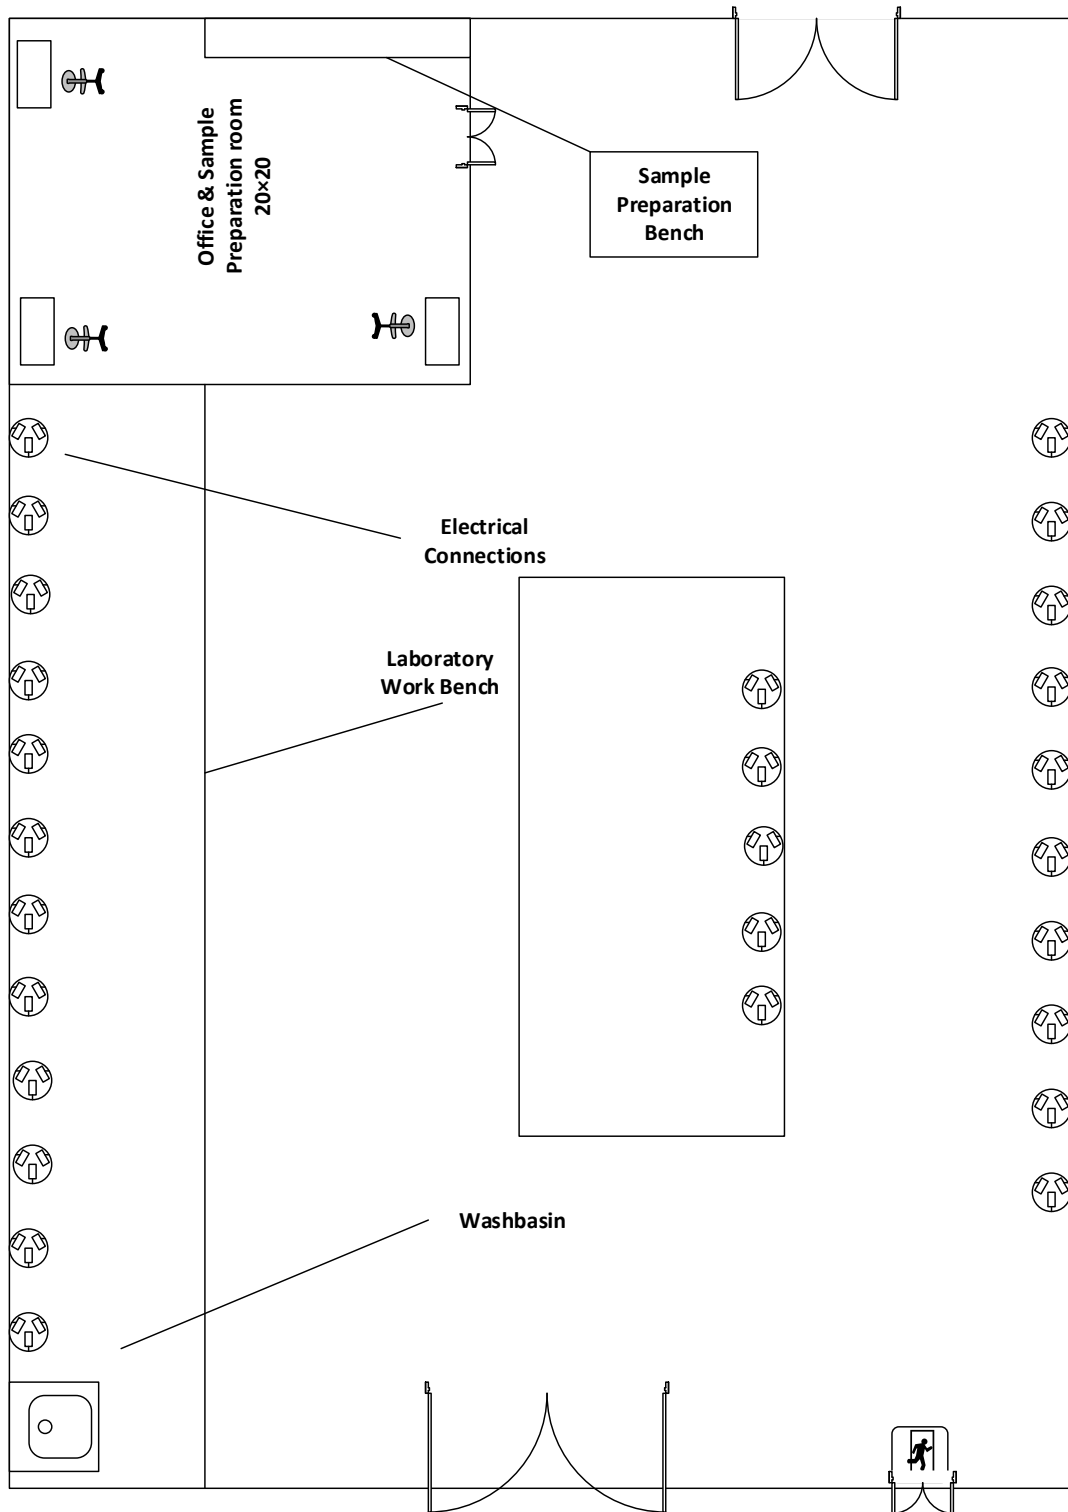 Office & Sample
Preparation room
20×20
Sample
Preparation
Bench
Electrical
Connections
Laboratory
Work Bench
Washbasin